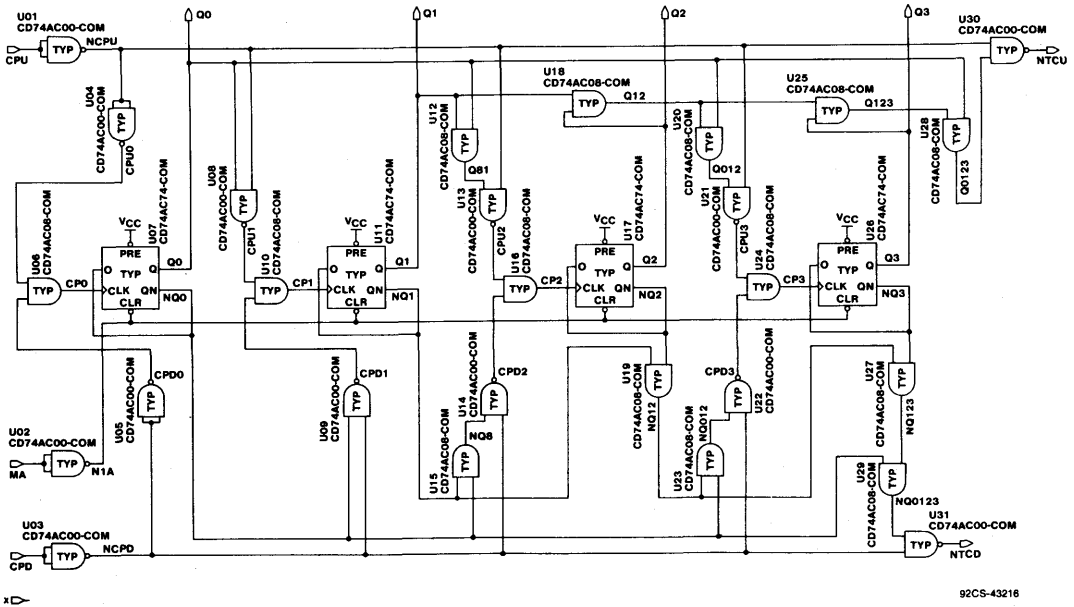 Q0
Q1
Q2
Q3
U01
CD74AC00-COM
TYP
NCPU
CPU
U30
CD74AC00-COM
TYP
NTCU
U04
CD74AC00-COM
TYP
CPU0
U12
CD74AC08-COM
TYP
Q81
U18
CD74AC08-COM
TYP
Q12
U20
CD74AC08-COM
TYP
Q012
U25
CD74AC08-COM
TYP
Q123
U28
CD74AC08-COM
TYP
Q0123
U08
CD74AC00-COM
TYP
CPU1
U13
CD74AC00-COM
TYP
CPU2
U21
CD74AC00-COM
TYP
CPU3
U06
CD74AC08-COM
TYP
CP0
U07
CD74AC74-COM
VCC
PRE
O
TYP
Q
CLK
QN
CLR
Q0
NQ0
U10
CD74AC08-COM
TYP
CP1
U11
CD74AC74-COM
VCC
PRE
O
TYP
Q
CLK
QN
CLR
Q1
NQ1
U16
CD74AC08-COM
TYP
CP2
U17
CD74AC74-COM
VCC
PRE
O
TYP
Q
CLK
QN
CLR
Q2
NQ2
U24
CD74AC08-COM
TYP
CP3
U26
CD74AC74-COM
VCC
PRE
O
TYP
Q
CLK
QN
CLR
Q3
NQ3
CPD0
TYP
U05
CD74AC00-COM
CPD1
TYP
U09
CD74AC00-COM
CPD2
TYP
U14
CD74AC00-COM
U15
CD74AC08-COM
TYP
NQ8
U19
CD74AC08-COM
TYP
NQ12
CPD3
TYP
U22
CD74AC00-COM
U23
CD74AC08-COM
TYP
NQ012
U27
CD74AC08-COM
TYP
NQ123
U29
CD74AC08-COM
TYP
NQ0123
U02
CD74AC00-COM
TYP
MA
N1A
U03
CD74AC00-COM
TYP
NCPD
CPD
U31
CD74AC00-COM
TYP
NTCD
X
92CS-43216